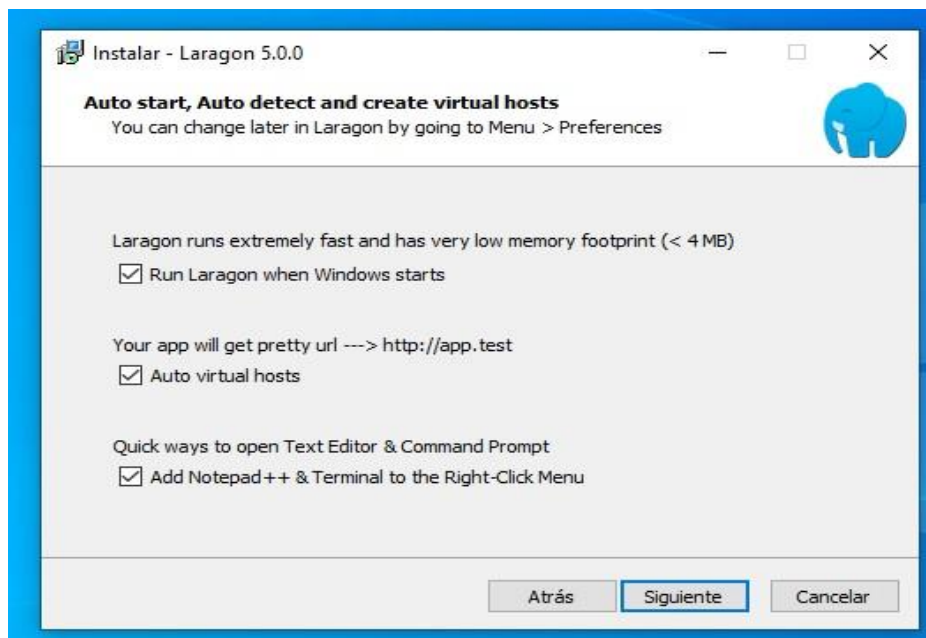 Instalar - Laragon 5.0.0
Auto start, Auto detect and create virtual hosts
You can change later in Laragon by going to Menu > Preferences
Laragon runs extremely fast and has very low memory footprint (< 4 MB)
Run Laragon when Windows starts
Your app will get pretty url ---> http://app.test
Auto virtual hosts
Quick ways to open Text Editor & Command Prompt
Add Notepad++ & Terminal to the Right-Click Menu
Atrás Siguiente Cancelar